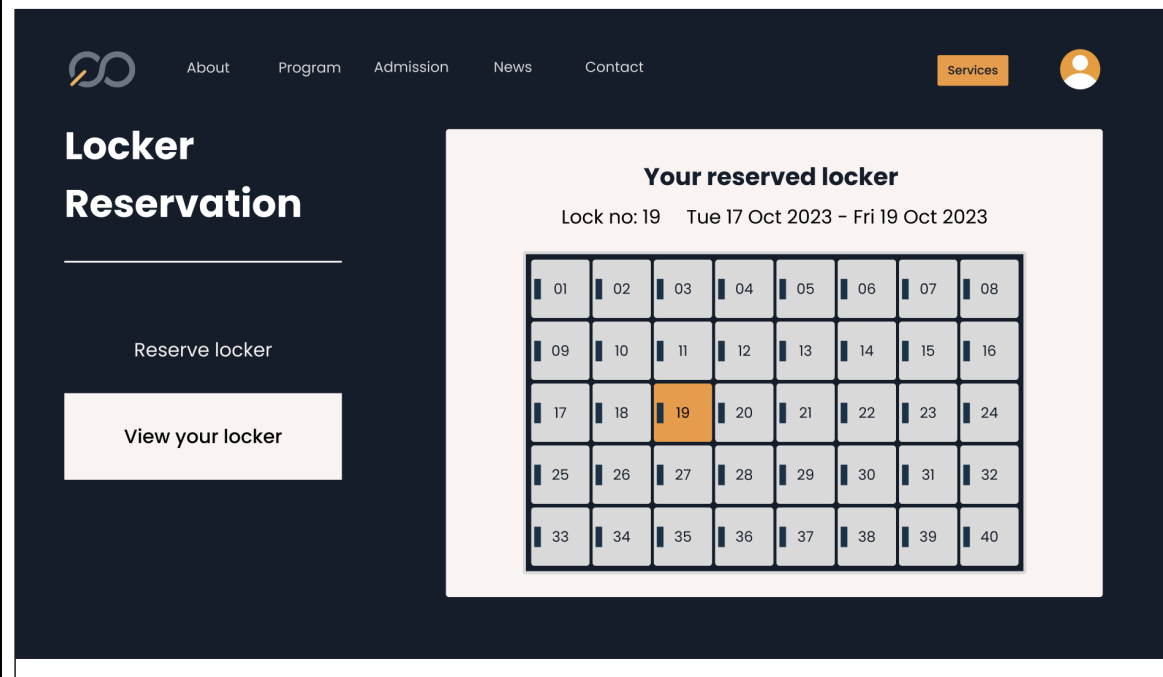 About Program Admission News Contact Services
Locker
Reservation
Reserve locker
View your locker
Your reserved locker
Lock no: 19 Tue 17 Oct 2023 - Fri 19 Oct 2023
01 02 03 04 05 06 07 08
09 10 11 12 13 14 15 16
17 18 19 20 21 22 23 24
25 26 27 28 29 30 31 32
33 34 35 36 37 38 39 40